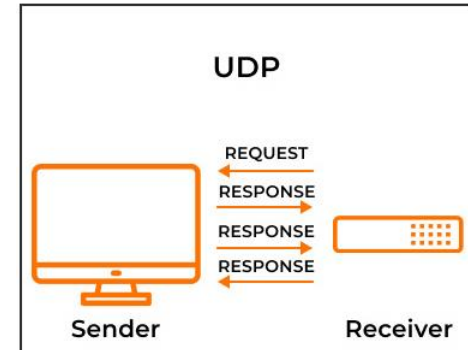 UDP
REQUEST
RESPONSE
RESPONSE
RESPONSE
Sender
Receiver